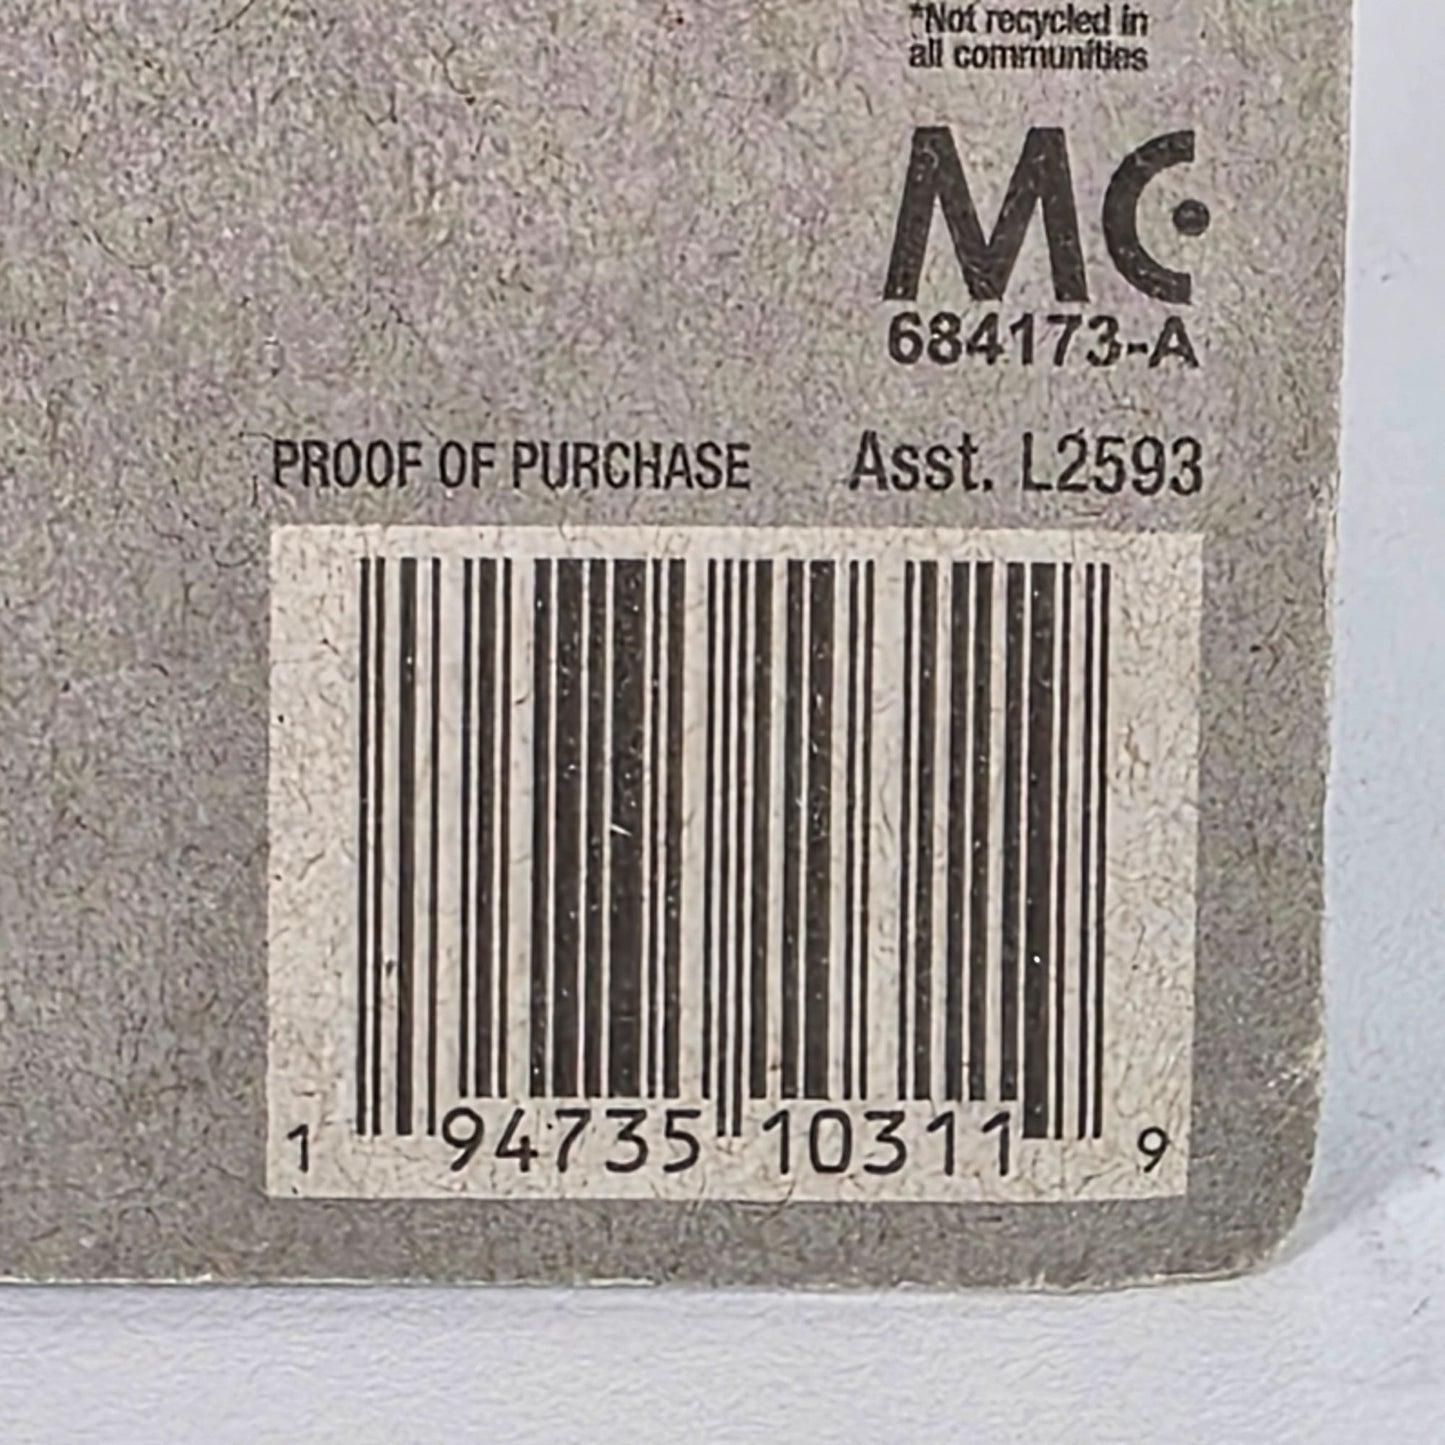 *Not recycled in
all communities
MC
684173-A
PROOF OF PURCHASE Asst. L2593
1 94735 10311 9